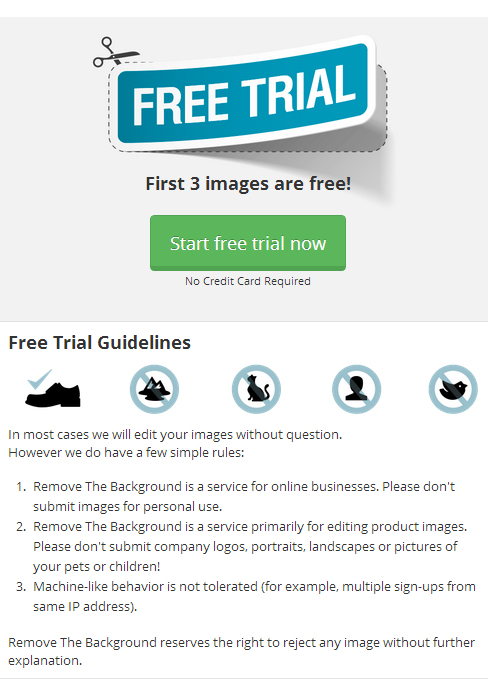 FREE TRIAL
First 3 images are free!
Start free trial now
No Credit Card Required
Free Trial Guidelines
In most cases we will edit your images without question.
However we do have a few simple rules:
1. Remove The Background is a service for online businesses. Please don't
submit images for personal use.
2. Remove The Background is a service primarily for editing product images.
Please don't submit company logos, portraits, landscapes or pictures of
your pets or children!
3. Machine-like behavior is not tolerated (for example, multiple sign-ups from
same IP address).
Remove The Background reserves the right to reject any image without further
explanation.